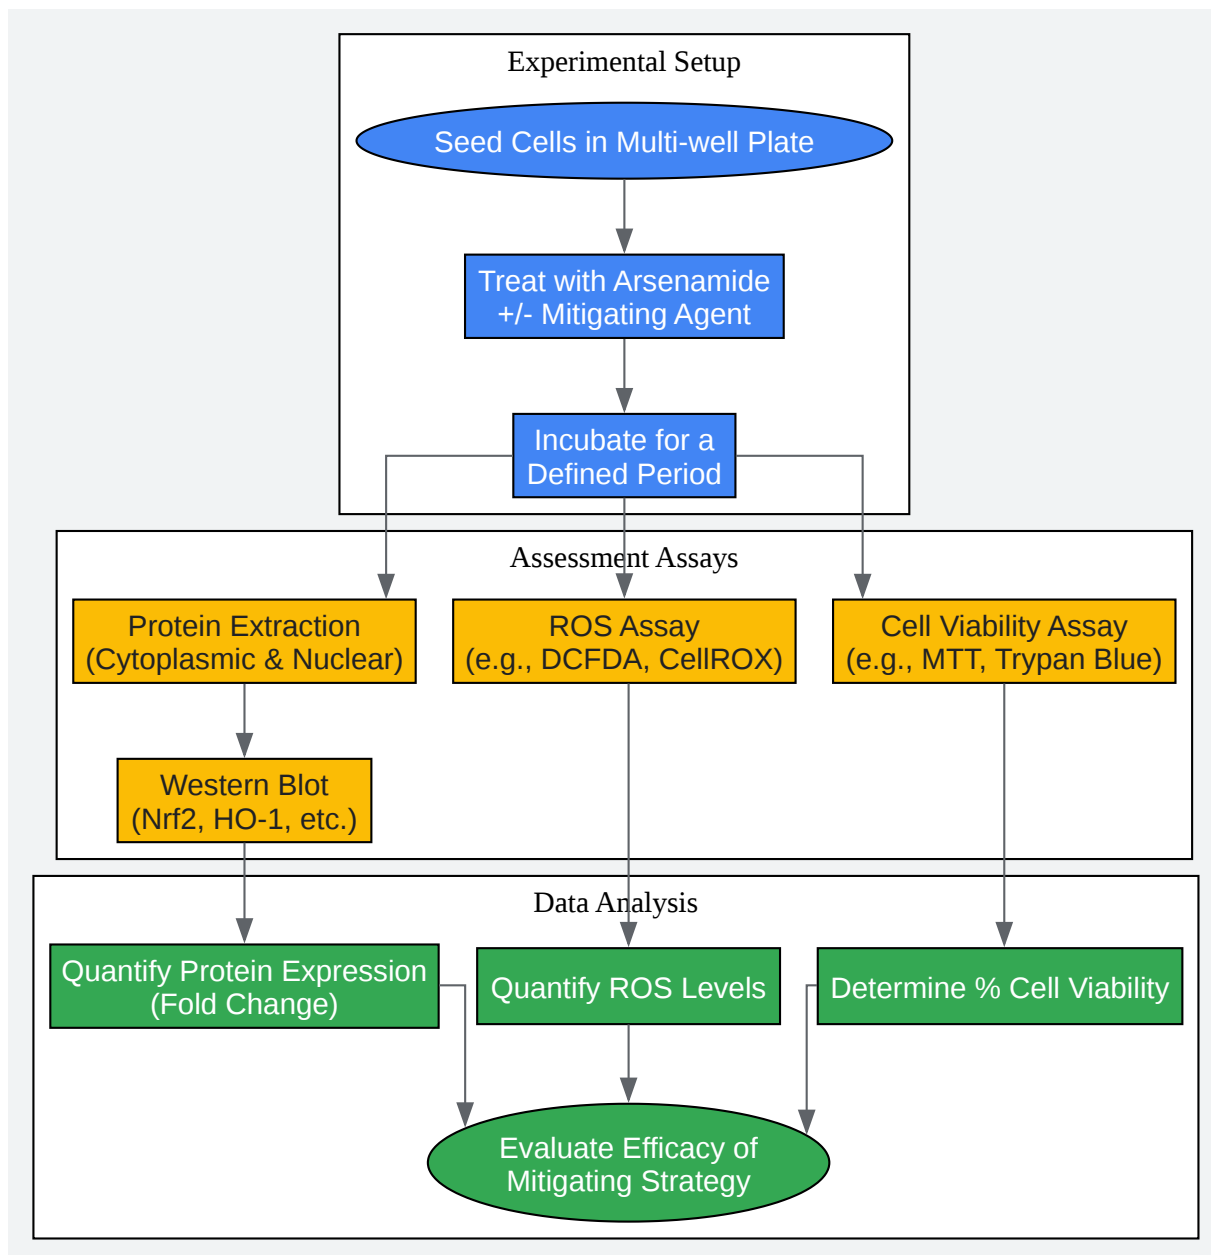 Experimental Setup
Seed Cells in Multi-well Plate
Treat with Arsenamide
+/- Mitigating Agent
Incubate for a
Defined Period
Assessment Assays
Protein Extraction
(Cytoplasmic & Nuclear)
ROS Assay
(e.g., DCFDA, CellROX)
Cell Viability Assay
(e.g., MTT, Trypan Blue)
Western Blot
(Nrf2, HO-1, etc.)
Data Analysis
Quantify Protein Expression
(Fold Change)
Quantify ROS Levels
Determine % Cell Viability
Evaluate Efficacy of
Mitigating Strategy